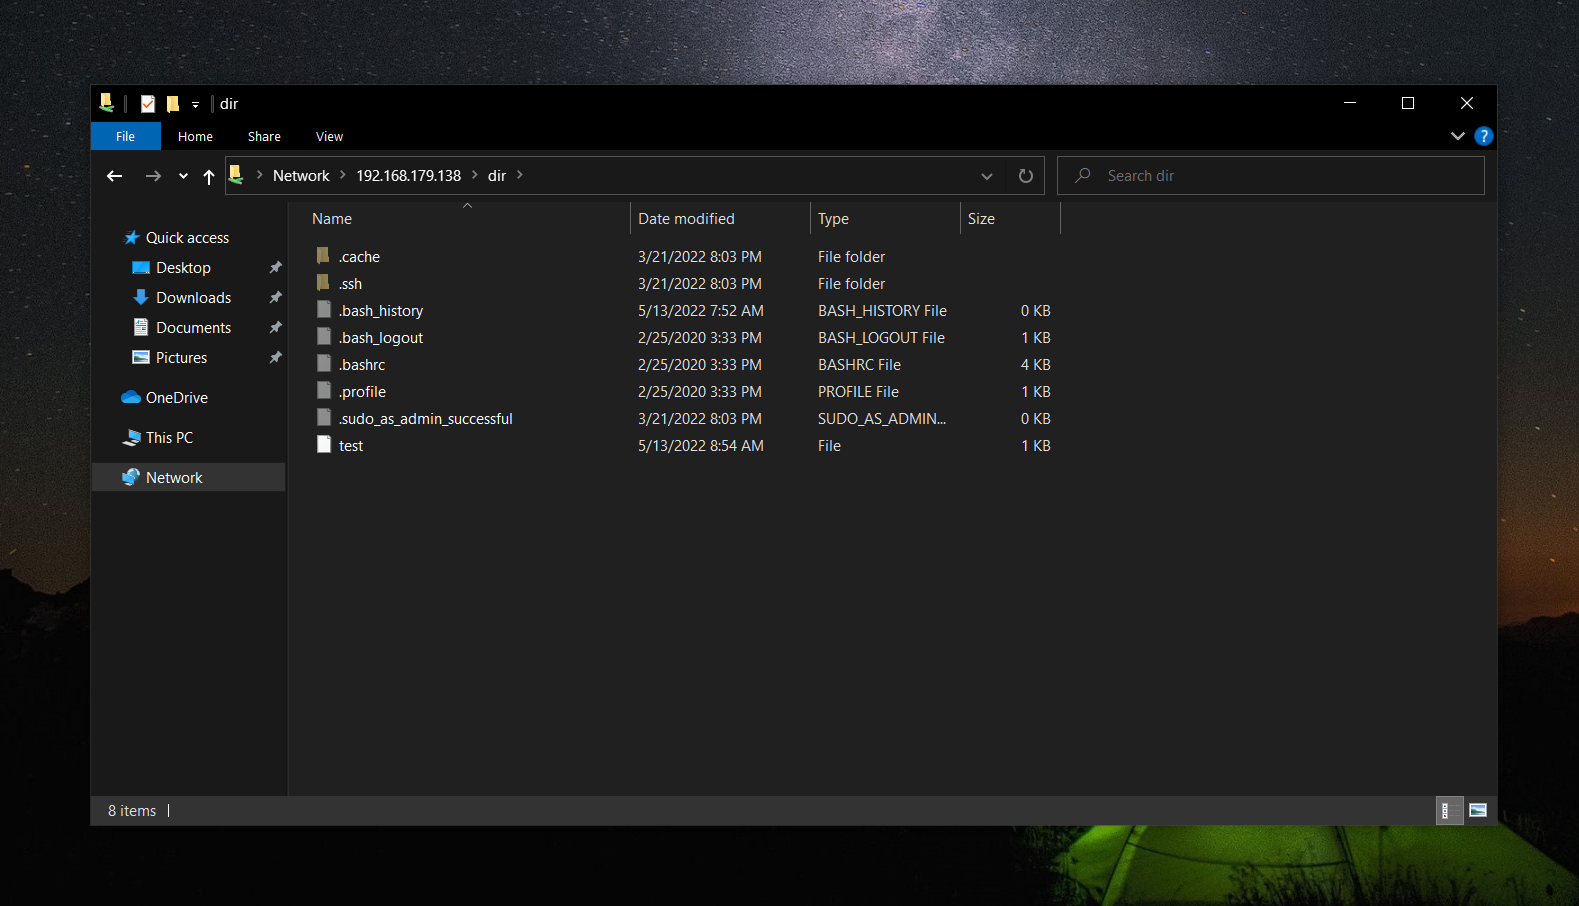 dir
File Home Share View
Network 192.168.179.138 dir Search dir
Name Date modified Type Size
Quick access
Desktop
Downloads
Documents
Pictures
OneDrive
This PC
Network
.cache 3/21/2022 8:03 PM File folder
.ssh 3/21/2022 8:03 PM File folder
.bash_history 5/13/2022 7:52 AM BASH_HISTORY File 0 KB
.bash_logout 2/25/2020 3:33 PM BASH_LOGOUT File 1 KB
.bashrc 2/25/2020 3:33 PM BASHRC File 4 KB
.profile 2/25/2020 3:33 PM PROFILE File 1 KB
.sudo_as_admin_successful 3/21/2022 8:03 PM SUDO_AS_ADMIN... 0 KB
test 5/13/2022 8:54 AM File 1 KB
8 items